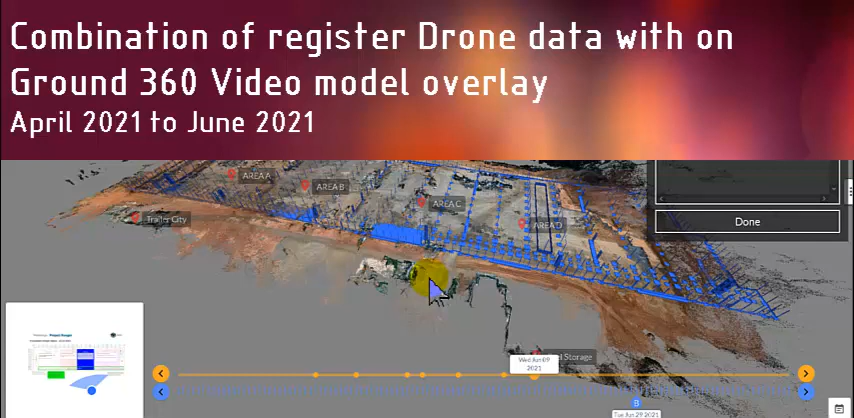 Combination of register Drone data with on
Ground 360 Video model overlay
April 2021 to June 2021
AREA A
AREA B
AREA C
AREA D
Trailer City
Done
Storage
Wed Jun 09
2021
B
Tue Jun 29 2021